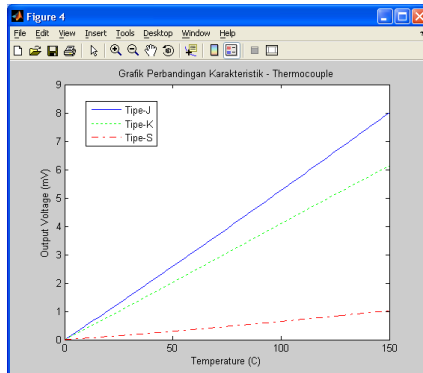 Figure 4
File Edit View Insert Tools Desktop Window Help
Grafik Perbandingan Karakteristik - Thermocouple
Tipe-J
Tipe-K
Tipe-S
Output Voltage (mV)
9
8
7
6
5
4
3
2
1
0
0 50 100 150
Temperature (C)